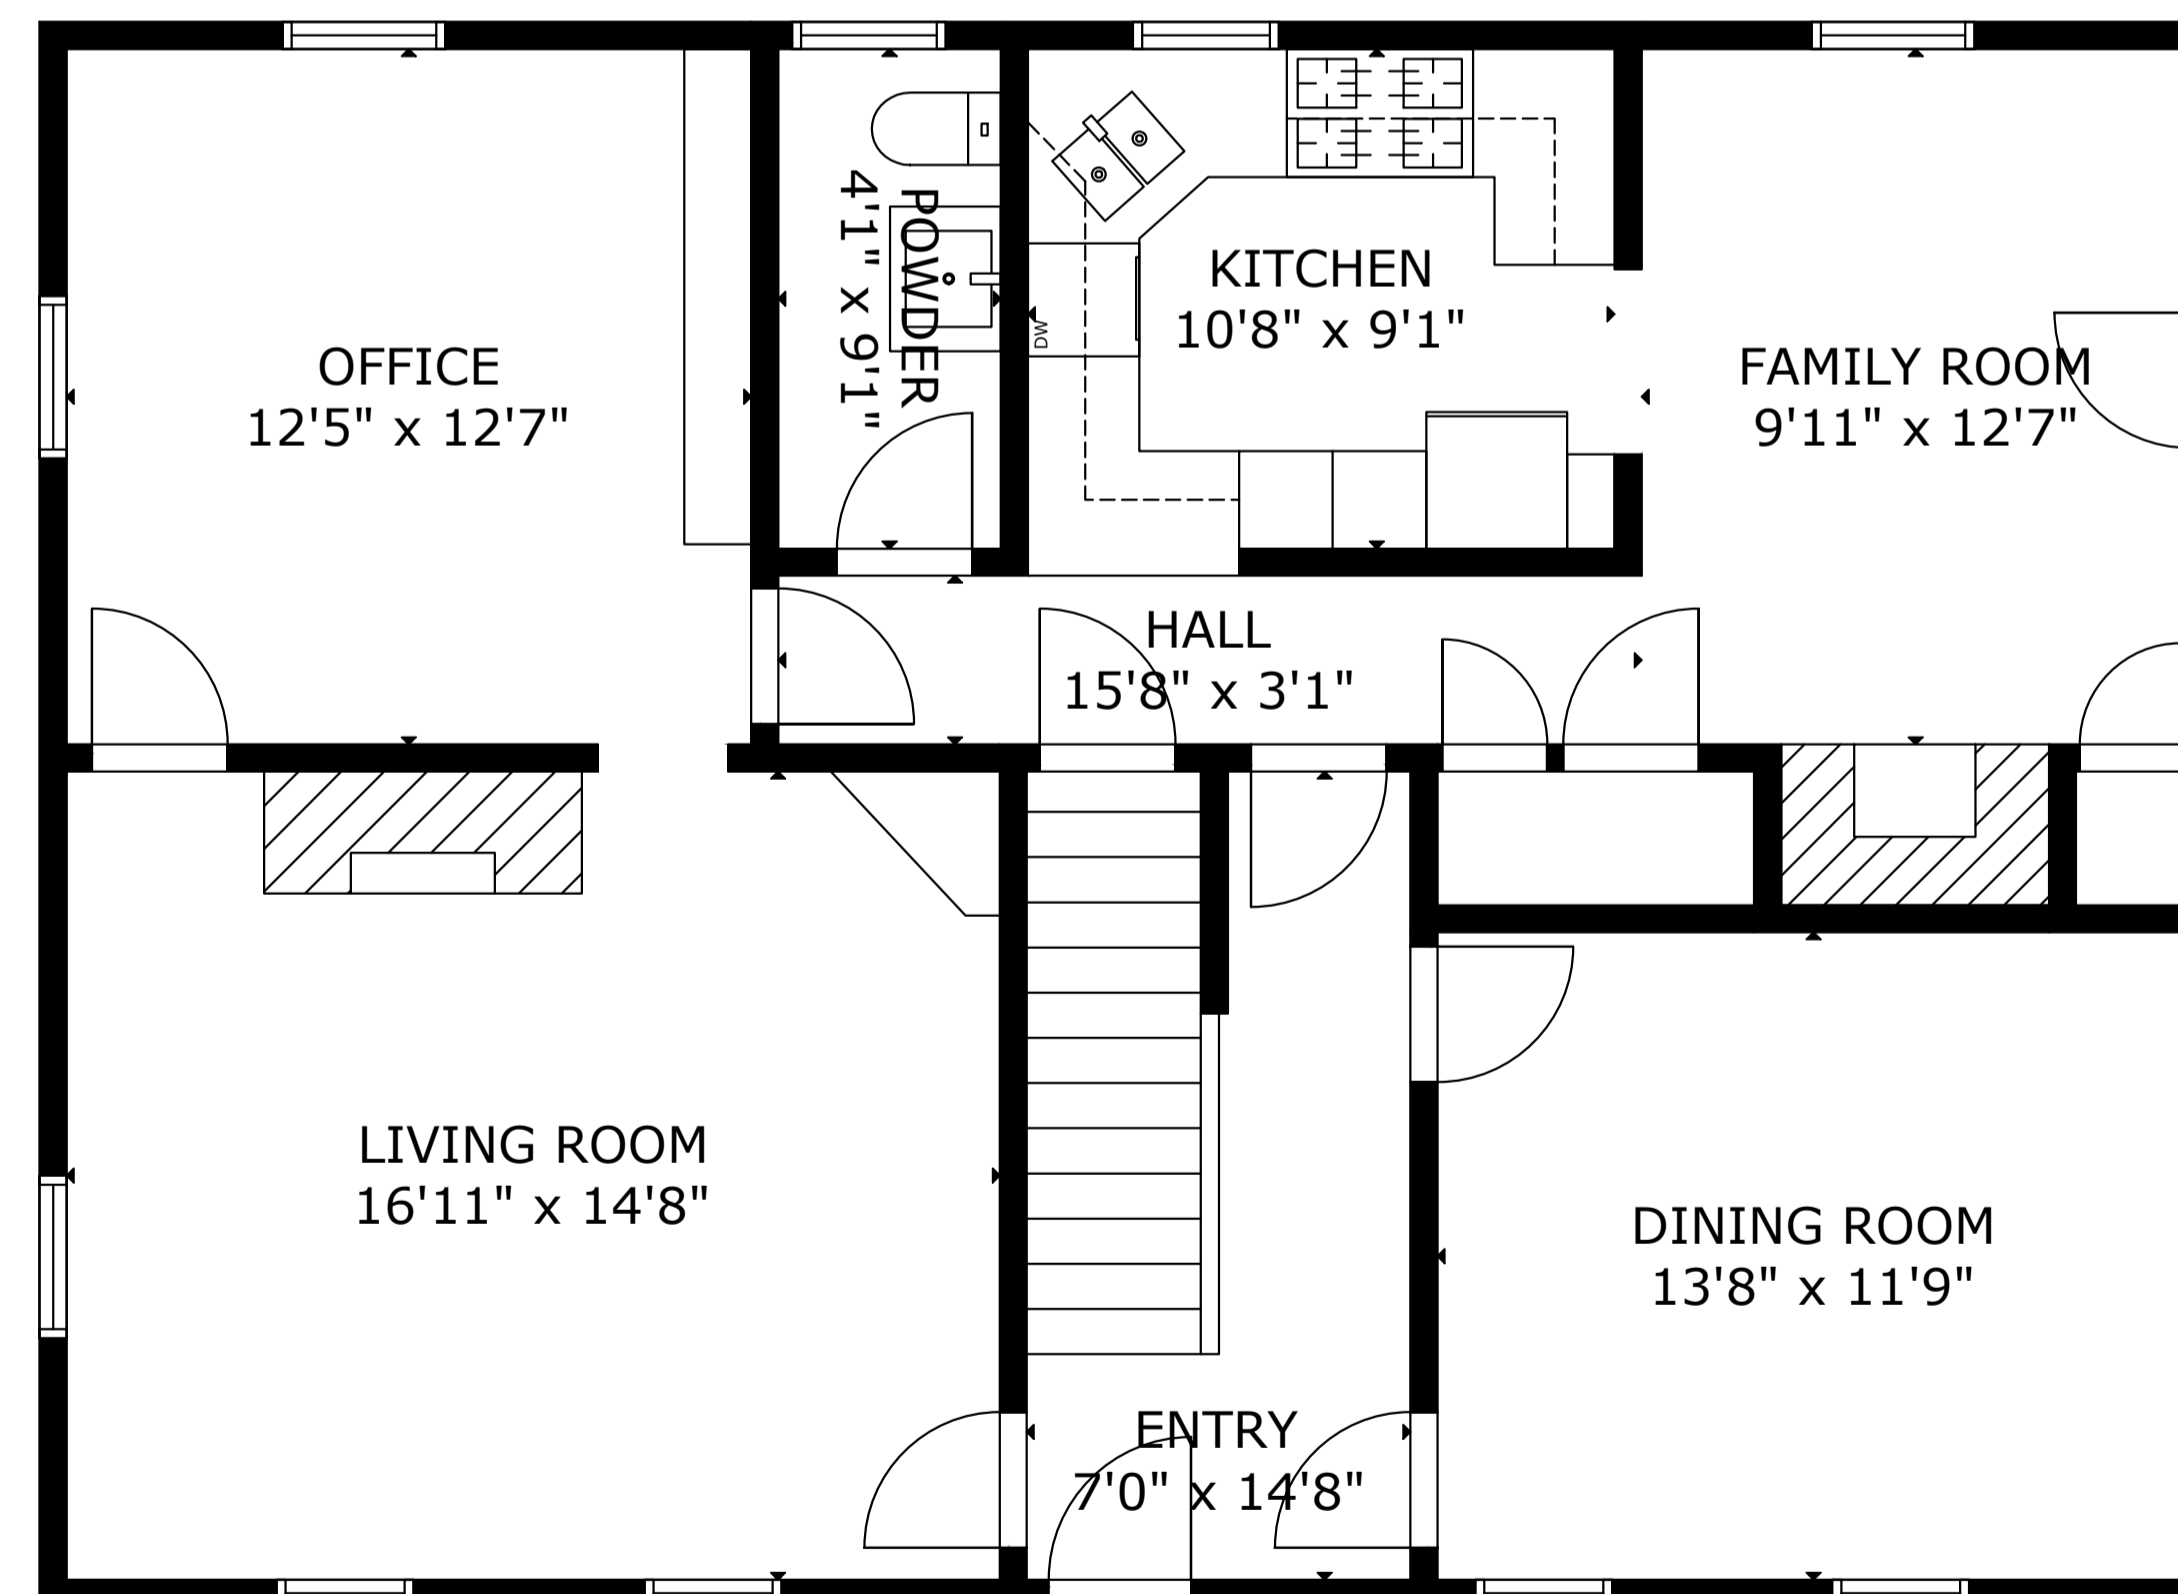 OFFICE
12'5" x 12'7"
POWDER
4'1" x 9'1"
KITCHEN
10'8" x 9'1"
DW
FAMILY ROOM
9'11" x 12'7"
HALL
15'8" x 3'1"
LIVING ROOM
16'11" x 14'8"
DINING ROOM
13'8" x 11'9"
ENTRY
7'0" x 14'8"